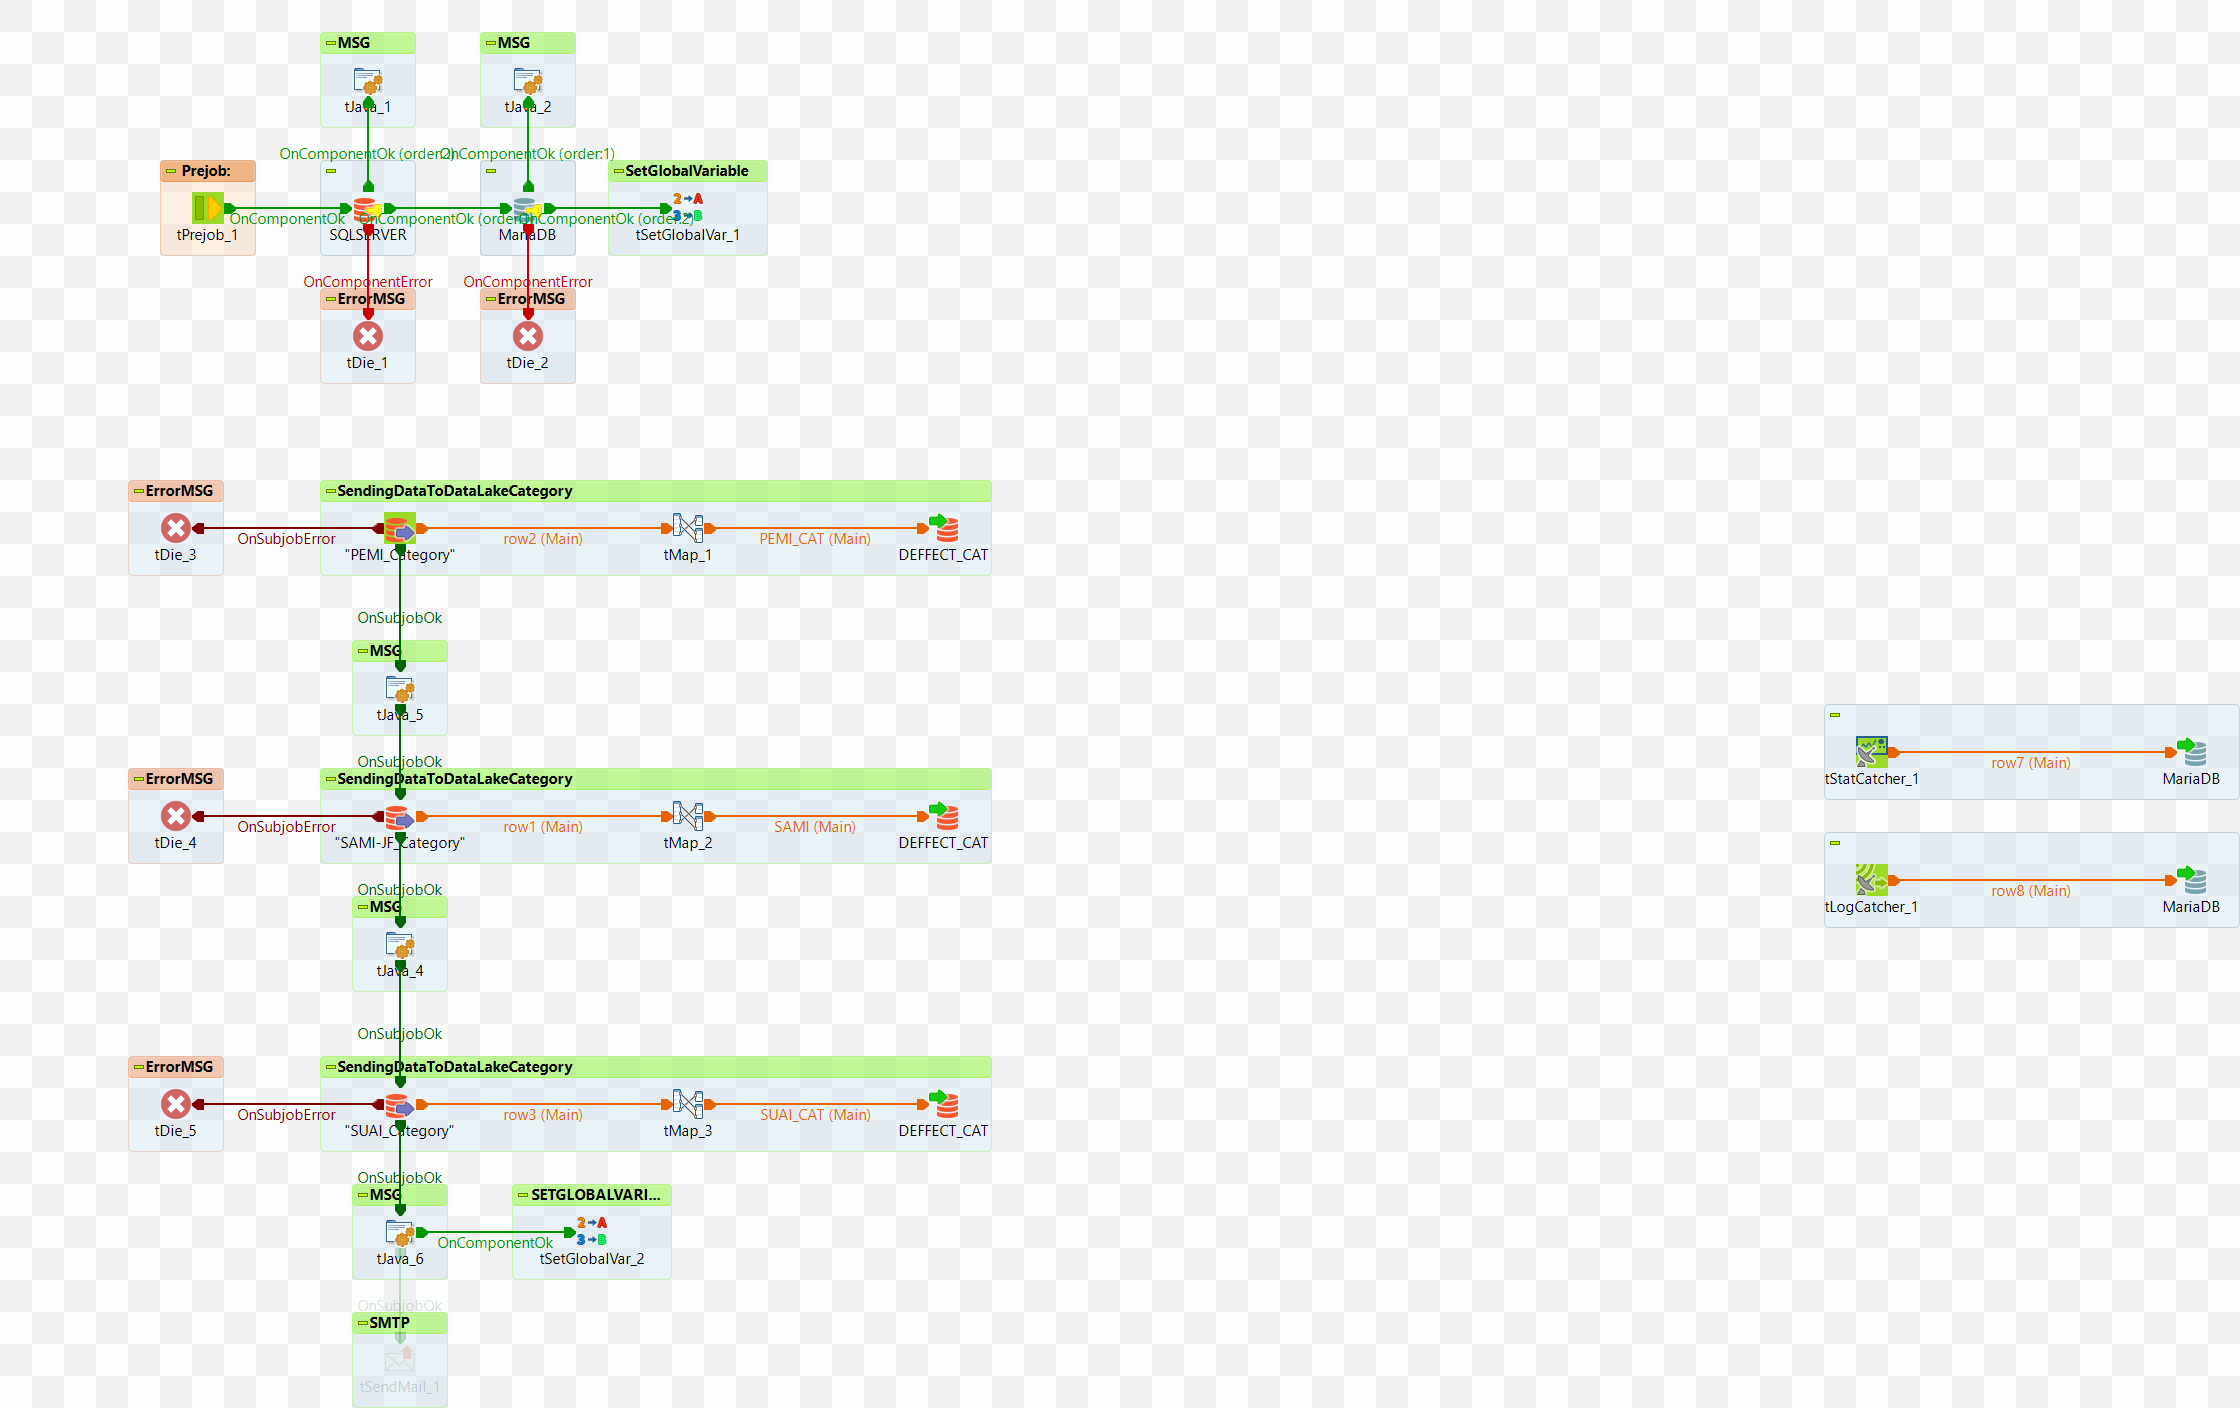 MSG
MSG
tJava_1
tJava_2
OnComponentOk (order:2)
OnComponentOk (order:1)
Prejob:
SetGlobalVariable
OnComponentOk
OnComponentOk (order:1)
OnComponentOk (order:2)
tPrejob_1
SQLSERVER
MariaDB
tSetGlobalVar_1
OnComponentError
OnComponentError
ErrorMSG
ErrorMSG
tDie_1
tDie_2
ErrorMSG
SendingDataToDataLakeCategory
OnSubjobError
row2 (Main)
PEMI_CAT (Main)
tDie_3
"PEMI_Category"
tMap_1
DEFFECT_CAT
OnSubjobOk
MSG
tJava_5
OnSubjobOk
ErrorMSG
SendingDataToDataLakeCategory
OnSubjobError
row1 (Main)
SAMI (Main)
tDie_4
"SAMI-JF_Category"
tMap_2
DEFFECT_CAT
OnSubjobOk
MSG
tJava_4
OnSubjobOk
ErrorMSG
SendingDataToDataLakeCategory
OnSubjobError
row3 (Main)
SUAI_CAT (Main)
tDie_5
"SUAI_Category"
tMap_3
DEFFECT_CAT
OnSubjobOk
MSG
SETGLOBALVARI...
OnComponentOk
tJava_6
tSetGlobalVar_2
OnSubjobOk
SMTP
tSendMail_1
row7 (Main)
tStatCatcher_1
MariaDB
row8 (Main)
tLogCatcher_1
MariaDB